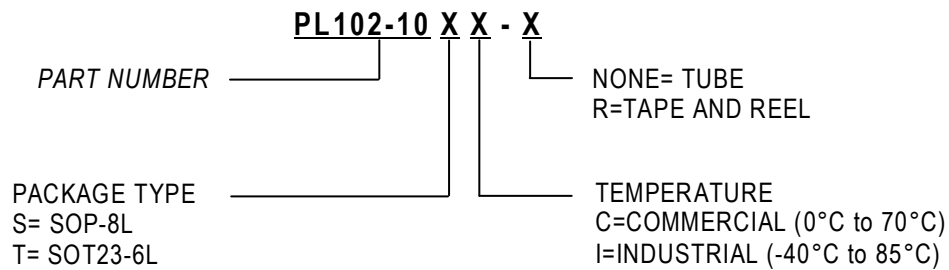 PL102-10 X X - X
PART NUMBER
NONE= TUBE
R=TAPE AND REEL
PACKAGE TYPE
S= SOP-8L
T= SOT23-6L
TEMPERATURE
C=COMMERCIAL (0°C to 70°C)
I=INDUSTRIAL (-40°C to 85°C)